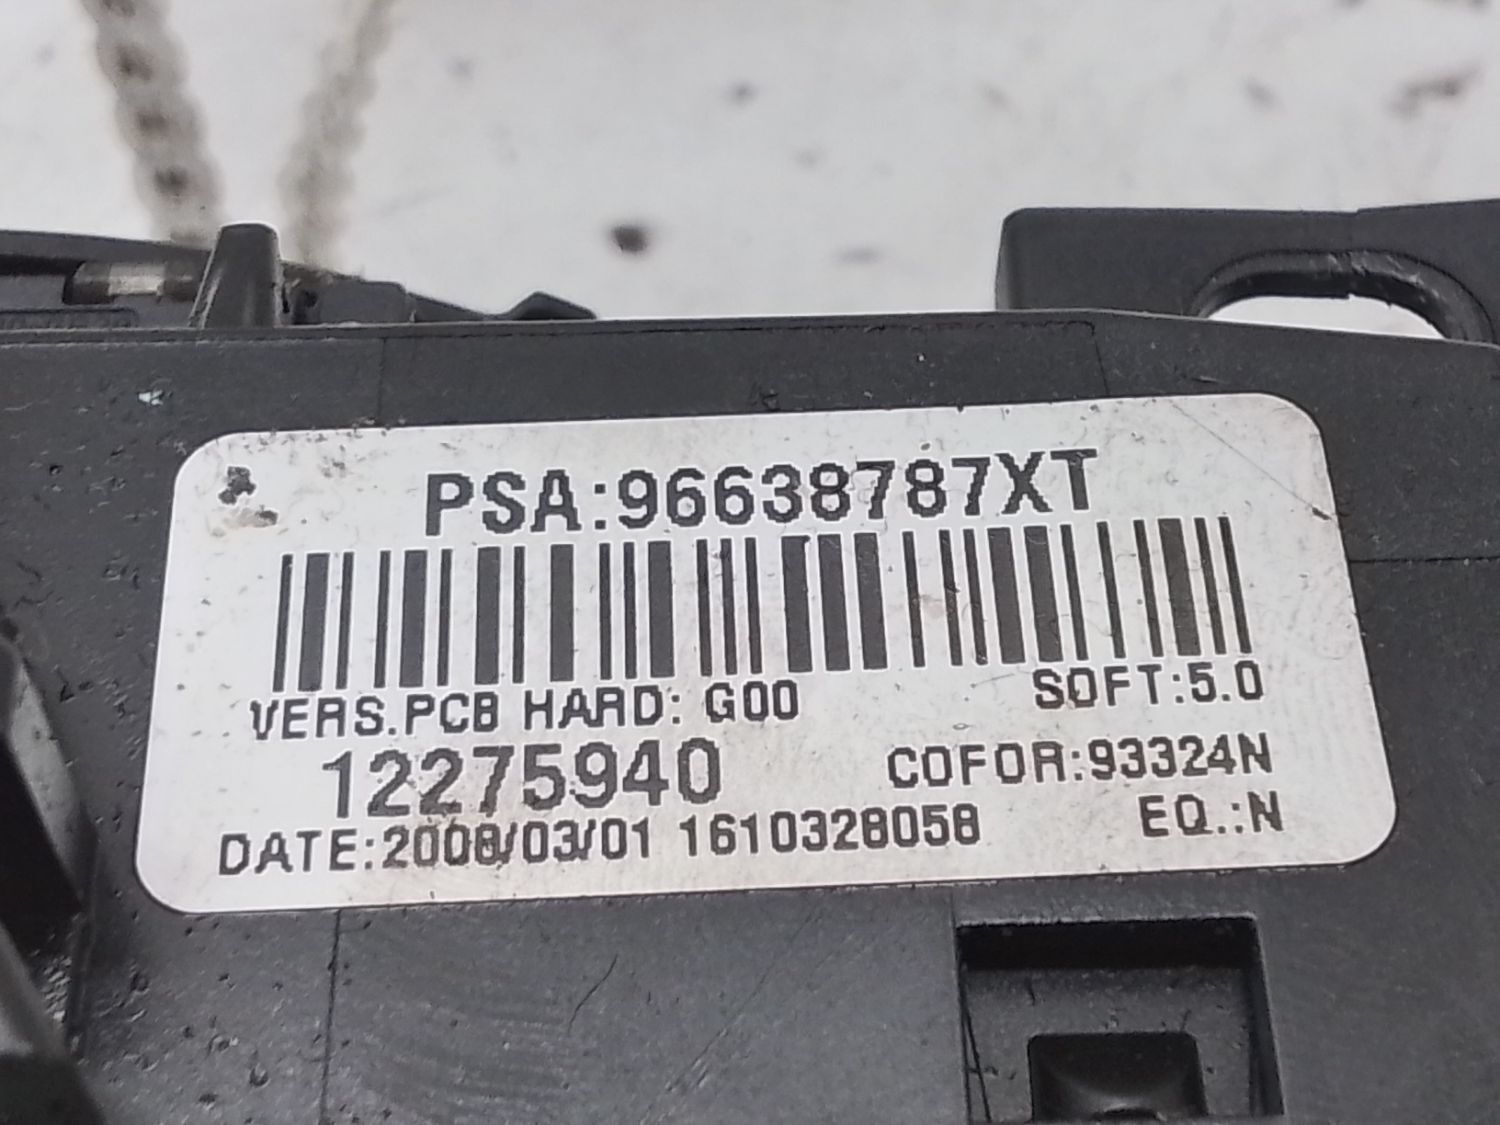 PSA:96638787XT
VERS.PCB HARD: G00 SOFT:5.0
12275940 COFOR:93324N
DATE:2008/03/01 1610328058 EQ.:N